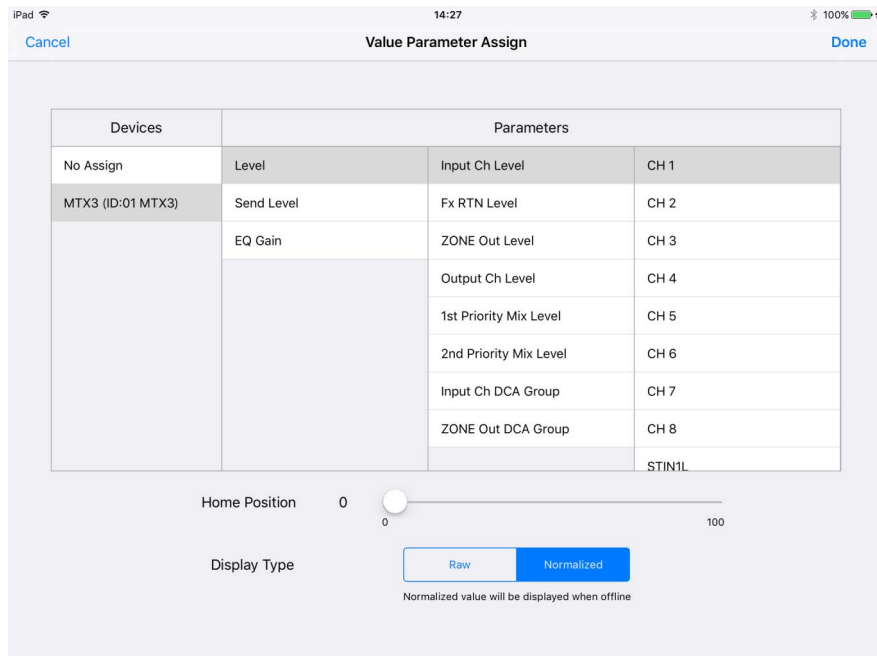 iPad 14:27 100%
Cancel Value Parameter Assign Done
Devices Parameters
No Assign Level Input Ch Level CH 1
MTX3 (ID:01 MTX3) Send Level Fx RTN Level CH 2
EQ Gain ZONE Out Level CH 3
Output Ch Level CH 4
1st Priority Mix Level CH 5
2nd Priority Mix Level CH 6
Input Ch DCA Group CH 7
ZONE Out DCA Group CH 8
STIN1L
Home Position 0
0 100
Display Type Raw Normalized
Normalized value will be displayed when offline